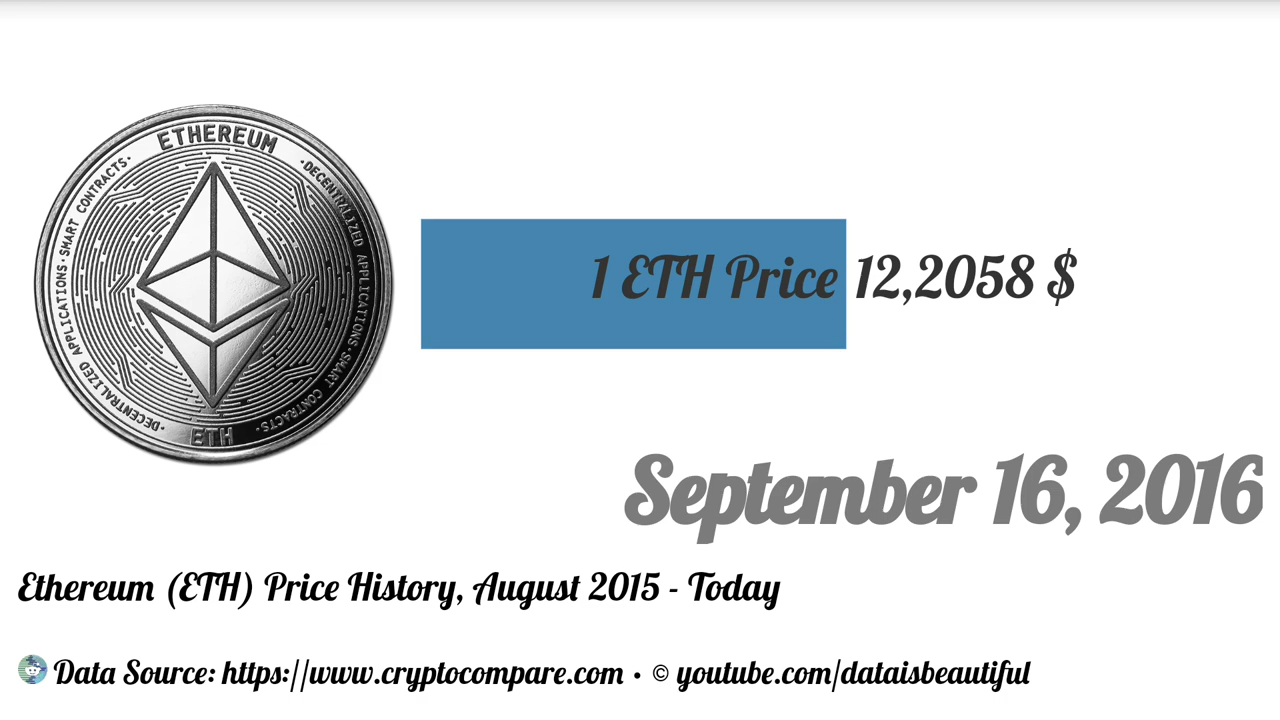 ETHEREUM
·DECENTRALIZED APPLICATIONS·SMART CONTRACTS·
ETH
·DECENTRALIZED APPLICATIONS·SMART CONTRACTS·
1 ETH Price 12,2058 $
September 16, 2016
Ethereum (ETH) Price History, August 2015 - Today
Data Source: https://www.cryptocompare.com • © youtube.com/dataisbeautiful